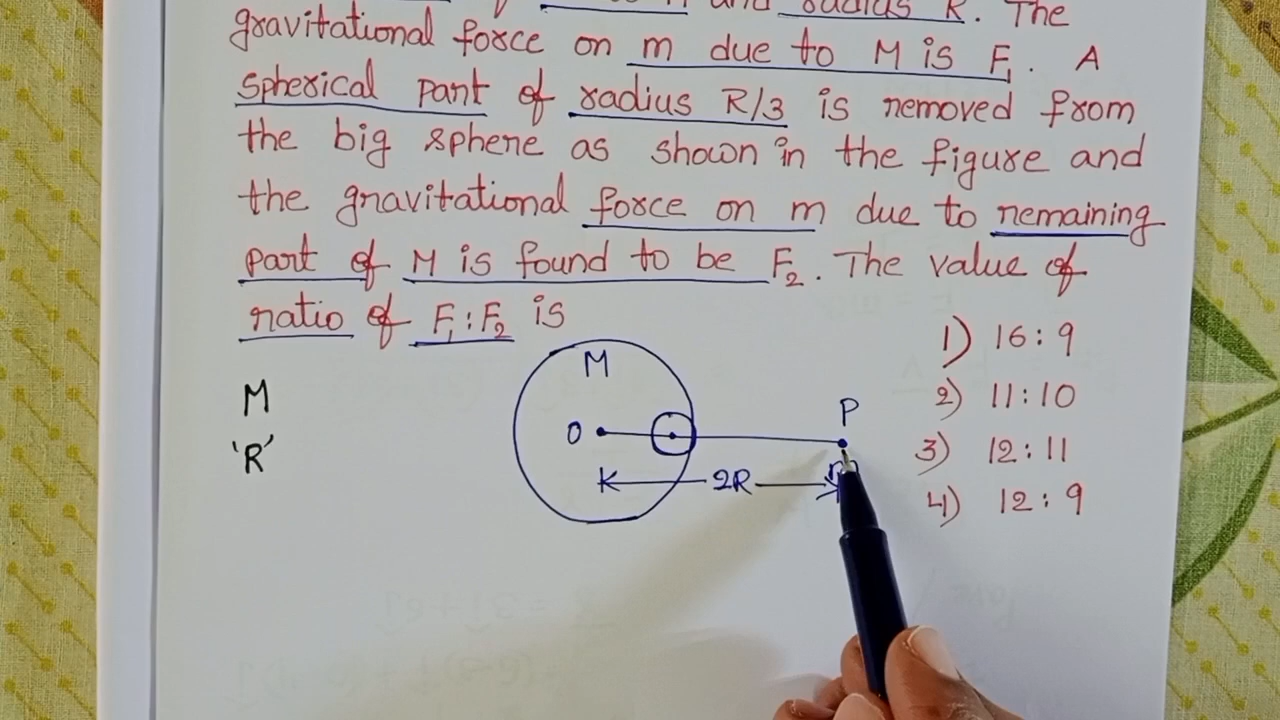 and radius R. The
gravitational force on m due to M is F₁. A
spherical part of radius R/3 is removed from
the big sphere as shown in the figure and
the gravitational force on m due to remaining
part of M is found to be F₂. The value of
ratio of F₁:F₂ is
1) 16:9
2) 11:10
3) 12:11
4) 12:9
M
'R'
M
O
P
2R
m